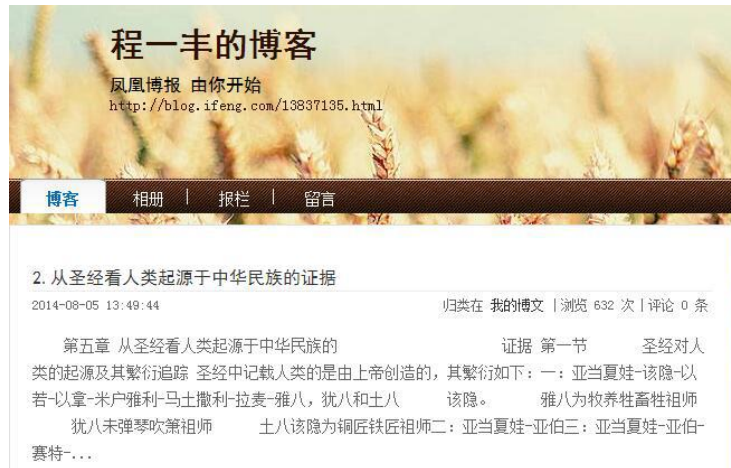 程一丰的博客
凤凰博报 由你开始
http://blog.ifeng.com/13837135.html
博客 相册 | 报栏 | 留言
2. 从圣经看人类起源于中华民族的证据
2014-08-05 13:49:44 归类在 我的博文 |浏览 632 次|评论 0 条
第五章 从圣经看人类起源于中华民族的 证据 第一节 圣经对人
类的起源及其繁衍追踪 圣经中记载人类的是由上帝创造的，其繁衍如下：一：亚当夏娃-该隐-以
若-以拿-米户雅利-马土撒利-拉麦-雅八，犹八和土八 该隐。 雅八为牧养牲畜牲祖师
犹八未弹琴吹箫祖师 土八该隐为铜匠铁匠祖师二：亚当夏娃-亚伯三：亚当夏娃-亚伯-
赛特-...